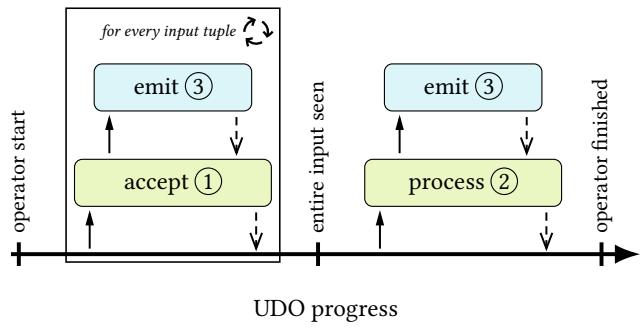 for every input tuple
emit ③
emit ③
accept ①
process ②
operator start
entire input seen
operator finished
UDO progress